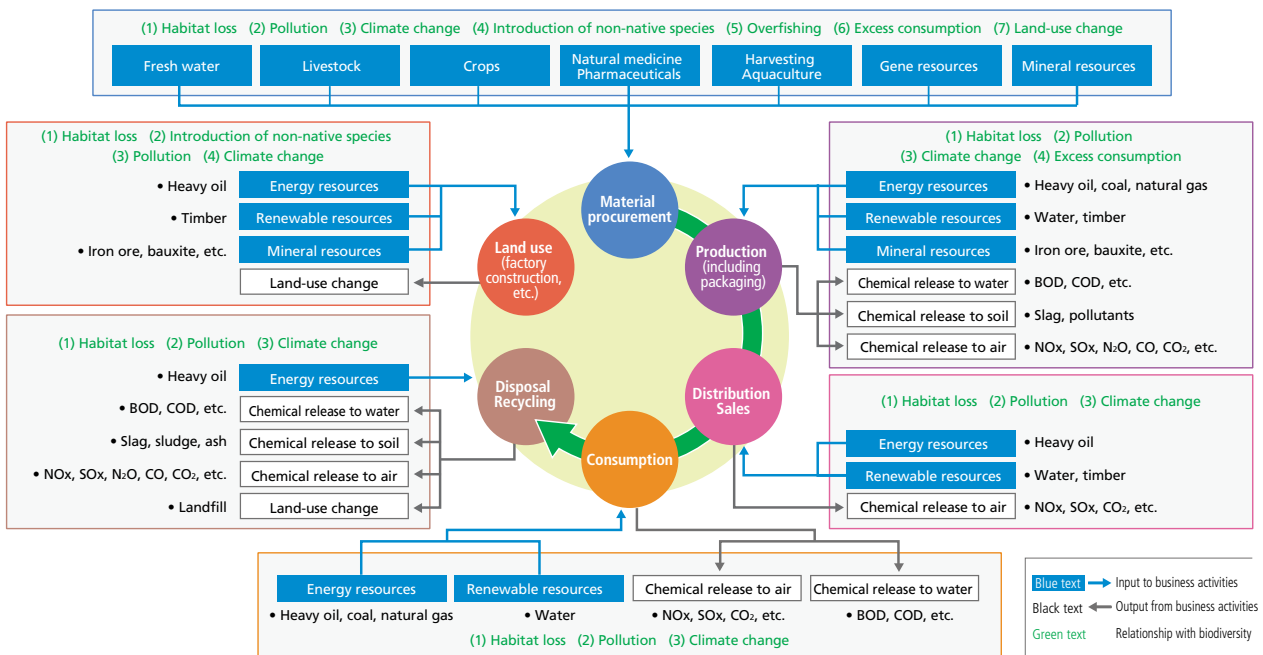 (1) Habitat loss (2) Pollution (3) Climate change (4) Introduction of non-native species (5) Overfishing (6) Excess consumption (7) Land-use change
Fresh water
Livestock
Crops
Natural medicine
Pharmaceuticals
Harvesting
Aquaculture
Gene resources
Mineral resources
(1) Habitat loss (2) Introduction of non-native species
(3) Pollution (4) Climate change
• Heavy oil
Energy resources
• Timber
Renewable resources
• Iron ore, bauxite, etc.
Mineral resources
Land-use change
Material
procurement
Land use
(factory
construction,
etc.)
Production
(including
packaging)
Disposal
Recycling
Distribution
Sales
Consumption
(1) Habitat loss (2) Pollution
(3) Climate change (4) Excess consumption
Energy resources
• Heavy oil, coal, natural gas
Renewable resources
• Water, timber
Mineral resources
• Iron ore, bauxite, etc.
Chemical release to water
• BOD, COD, etc.
Chemical release to soil
• Slag, pollutants
Chemical release to air
• NOx, SOx, N2O, CO, CO2, etc.
(1) Habitat loss (2) Pollution (3) Climate change
• Heavy oil
Energy resources
• BOD, COD, etc.
Chemical release to water
• Slag, sludge, ash
Chemical release to soil
• NOx, SOx, N2O, CO, CO2, etc.
Chemical release to air
• Landfill
Land-use change
(1) Habitat loss (2) Pollution (3) Climate change
Energy resources
• Heavy oil
Renewable resources
• Water, timber
Chemical release to air
• NOx, SOx, CO2, etc.
Energy resources
Renewable resources
Chemical release to air
Chemical release to water
• Heavy oil, coal, natural gas
• Water
• NOx, SOx, CO2, etc.
• BOD, COD, etc.
(1) Habitat loss (2) Pollution (3) Climate change
Blue text
Input to business activities
Black text
Output from business activities
Green text
Relationship with biodiversity